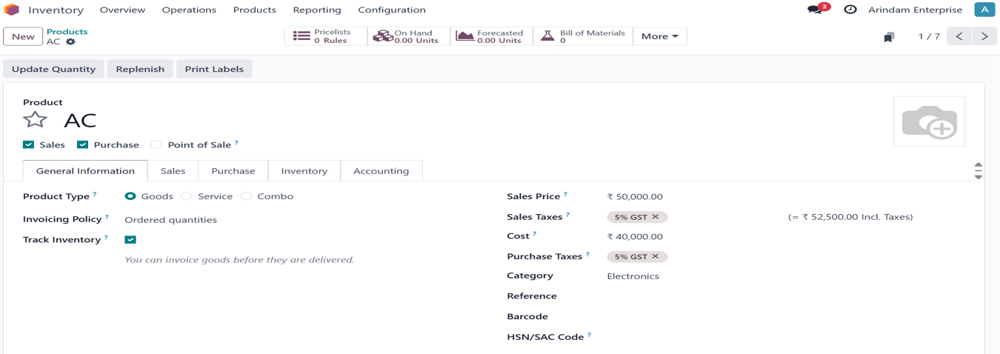 Inventory Overview Operations Products Reporting Configuration 3 Arindam Enterprise A
New Products AC Pricelists 0 Rules On Hand 0.00 Units Forecasted 0.00 Units Bill of Materials 0 More 1 / 7
Update Quantity Replenish Print Labels
Product
AC
Sales Purchase Point of Sale ?
General Information Sales Purchase Inventory Accounting
Product Type ? Goods Service Combo
Invoicing Policy ? Ordered quantities
Track Inventory ?
You can invoice goods before they are delivered.
Sales Price ? ₹ 50,000.00
Sales Taxes ? 5% GST × (= ₹ 52,500.00 Incl. Taxes)
Cost ? ₹ 40,000.00
Purchase Taxes ? 5% GST ×
Category Electronics
Reference
Barcode
HSN/SAC Code ?